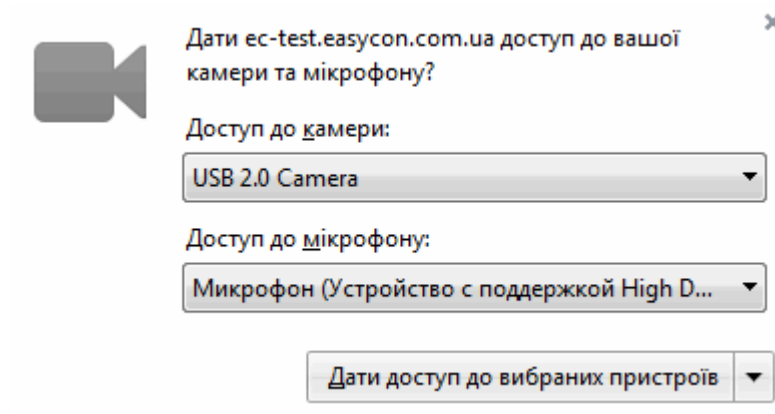 Дати ec-test.easycon.com.ua доступ до вашої
камери та мікрофону?
Доступ до камери:
USB 2.0 Camera
Доступ до мікрофону:
Микрофон (Устройство с поддержкой High D...
Дати доступ до вибраних пристроїв